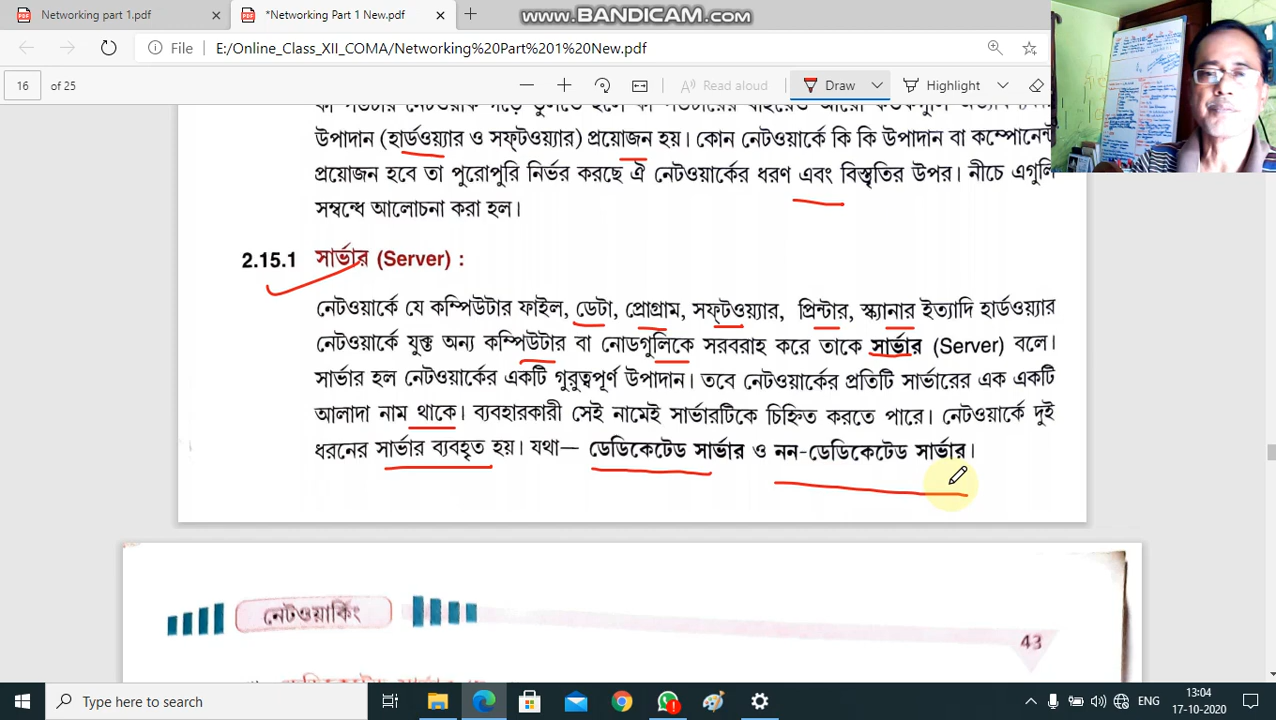 Networking part 1.pdf
*Networking Part 1 New.pdf
www.BANDICAM.com
File E:/Online_Class_XII_COMA/Networking%20Part%201%20New.pdf
16 of 25
Read aloud
Draw
Highlight
উপাদান (হার্ডওয়্যার ও সফ্টওয়্যার) প্রয়োজন হয়। কোন নেটওয়ার্কে কি কি উপাদান বা কম্পোনেন্ট
প্রয়োজন হবে তা পুরোপুরি নির্ভর করছে ঐ নেটওয়ার্কের ধরণ এবং বিস্তৃতির উপর। নীচে এগুলি
সম্বন্ধে আলোচনা করা হল।
2.15.1 সার্ভার (Server) :
নেটওয়ার্কে যে কম্পিউটার ফাইল, ডেটা, প্রোগ্রাম, সফ্টওয়্যার, প্রিন্টার, স্ক্যানার ইত্যাদি হার্ডওয়্যার
নেটওয়ার্কে যুক্ত অন্য কম্পিউটার বা নোডগুলিকে সরবরাহ করে তাকে সার্ভার (Server) বলে।
সার্ভার হল নেটওয়ার্কের একটি গুরুত্বপূর্ণ উপাদান। তবে নেটওয়ার্কের প্রতিটি সার্ভারের এক একটি
আলাদা নাম থাকে। ব্যবহারকারী সেই নামেই সার্ভারটিকে চিহ্নিত করতে পারে। নেটওয়ার্কে দুই
ধরনের সার্ভার ব্যবহৃত হয়। যথা— ডেডিকেটেড সার্ভার ও নন-ডেডিকেটেড সার্ভার।
নেটওয়ার্কিং
43
Type here to search
ENG
13:04
17-10-2020